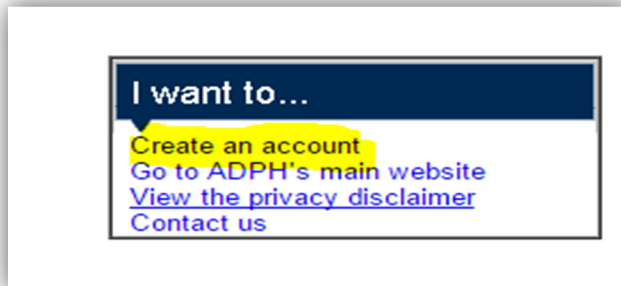 I want to...
Create an account
Go to ADPH's main website
View the privacy disclaimer
Contact us